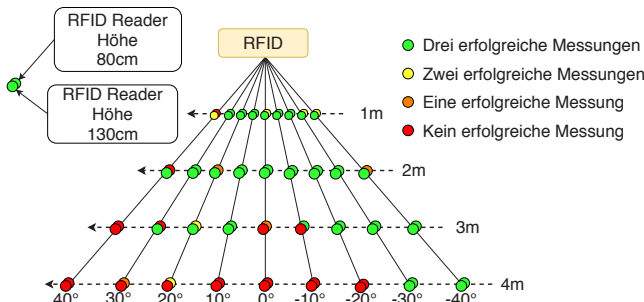 RFID Reader
Höhe
80cm
RFID Reader
Höhe
130cm
RFID
Drei erfolgreiche Messungen
Zwei erfolgreiche Messungen
Eine erfolgreiche Messung
Kein erfolgreiche Messung
1m
2m
3m
4m
40° 30° 20° 10° 0° -10° -20° -30° -40°